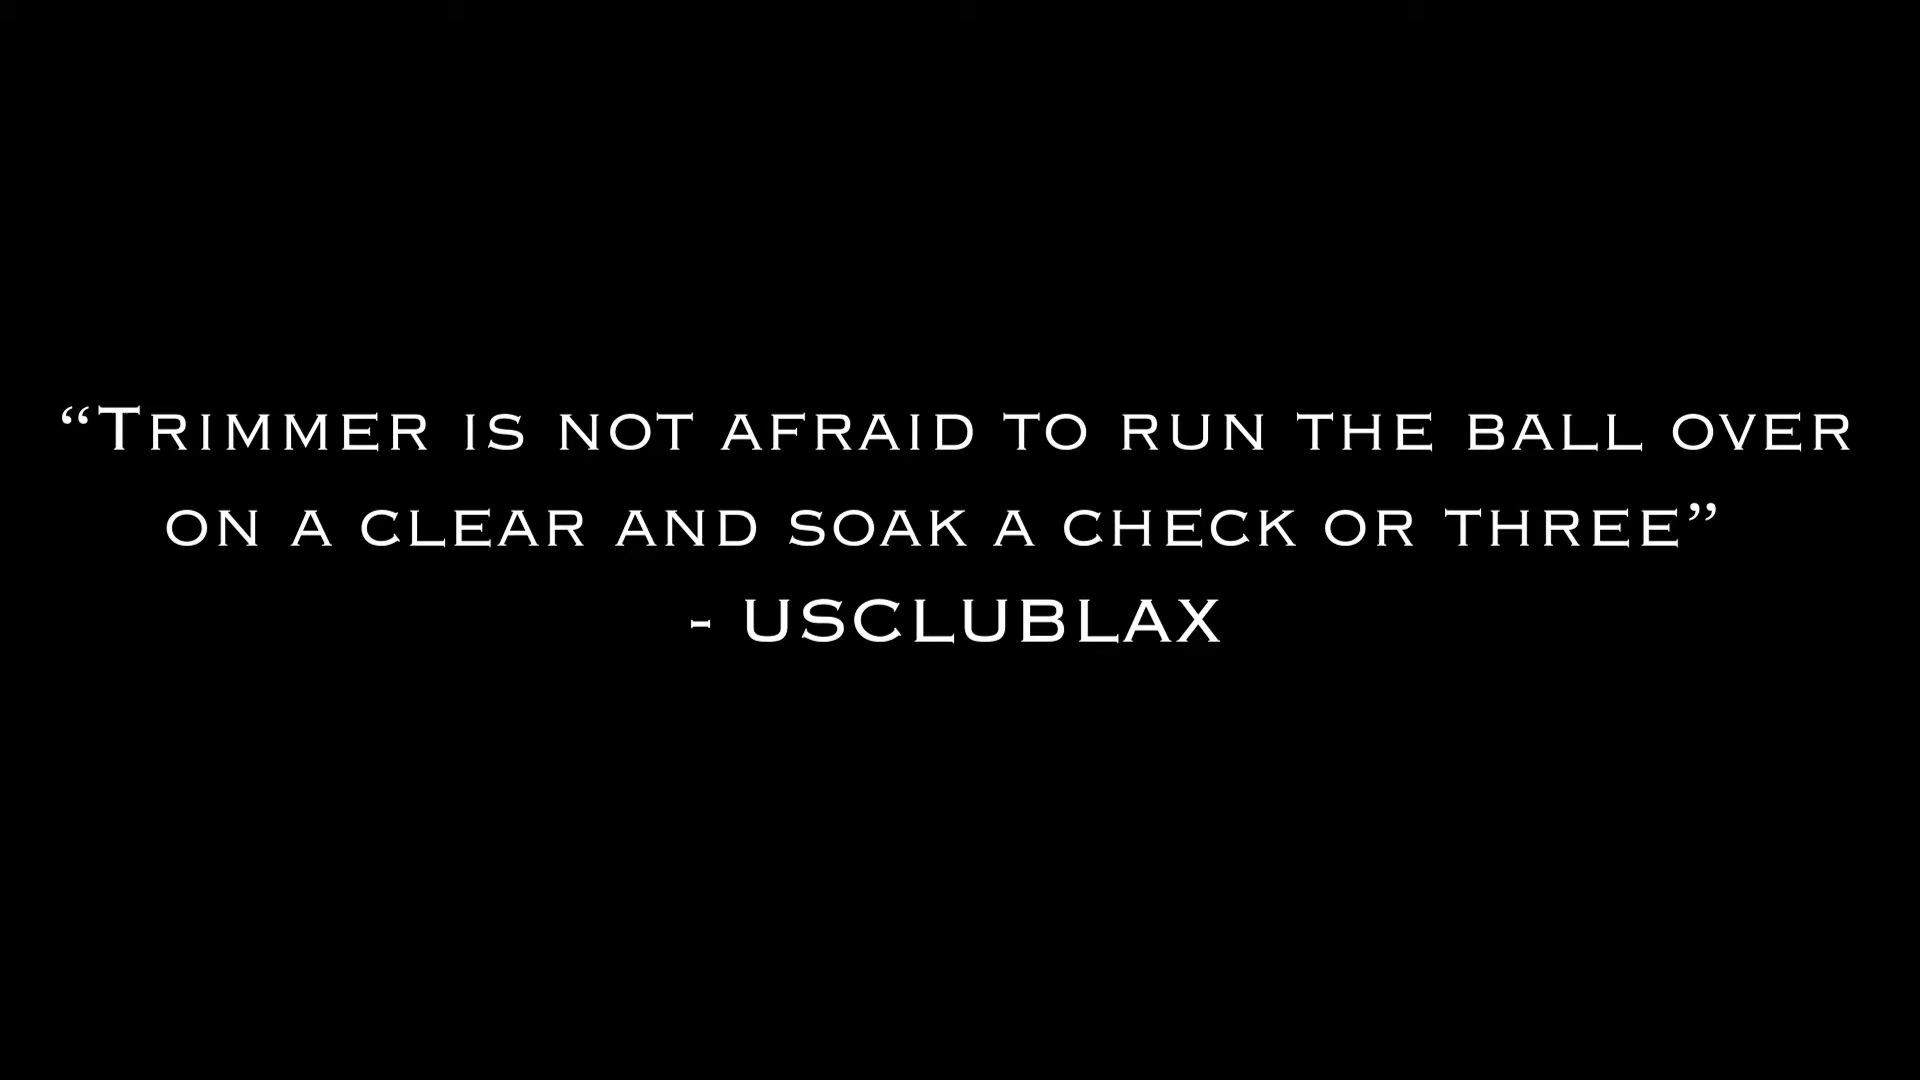 “Trimmer is not afraid to run the ball over
on a clear and soak a check or three”
- USCLUBLAX